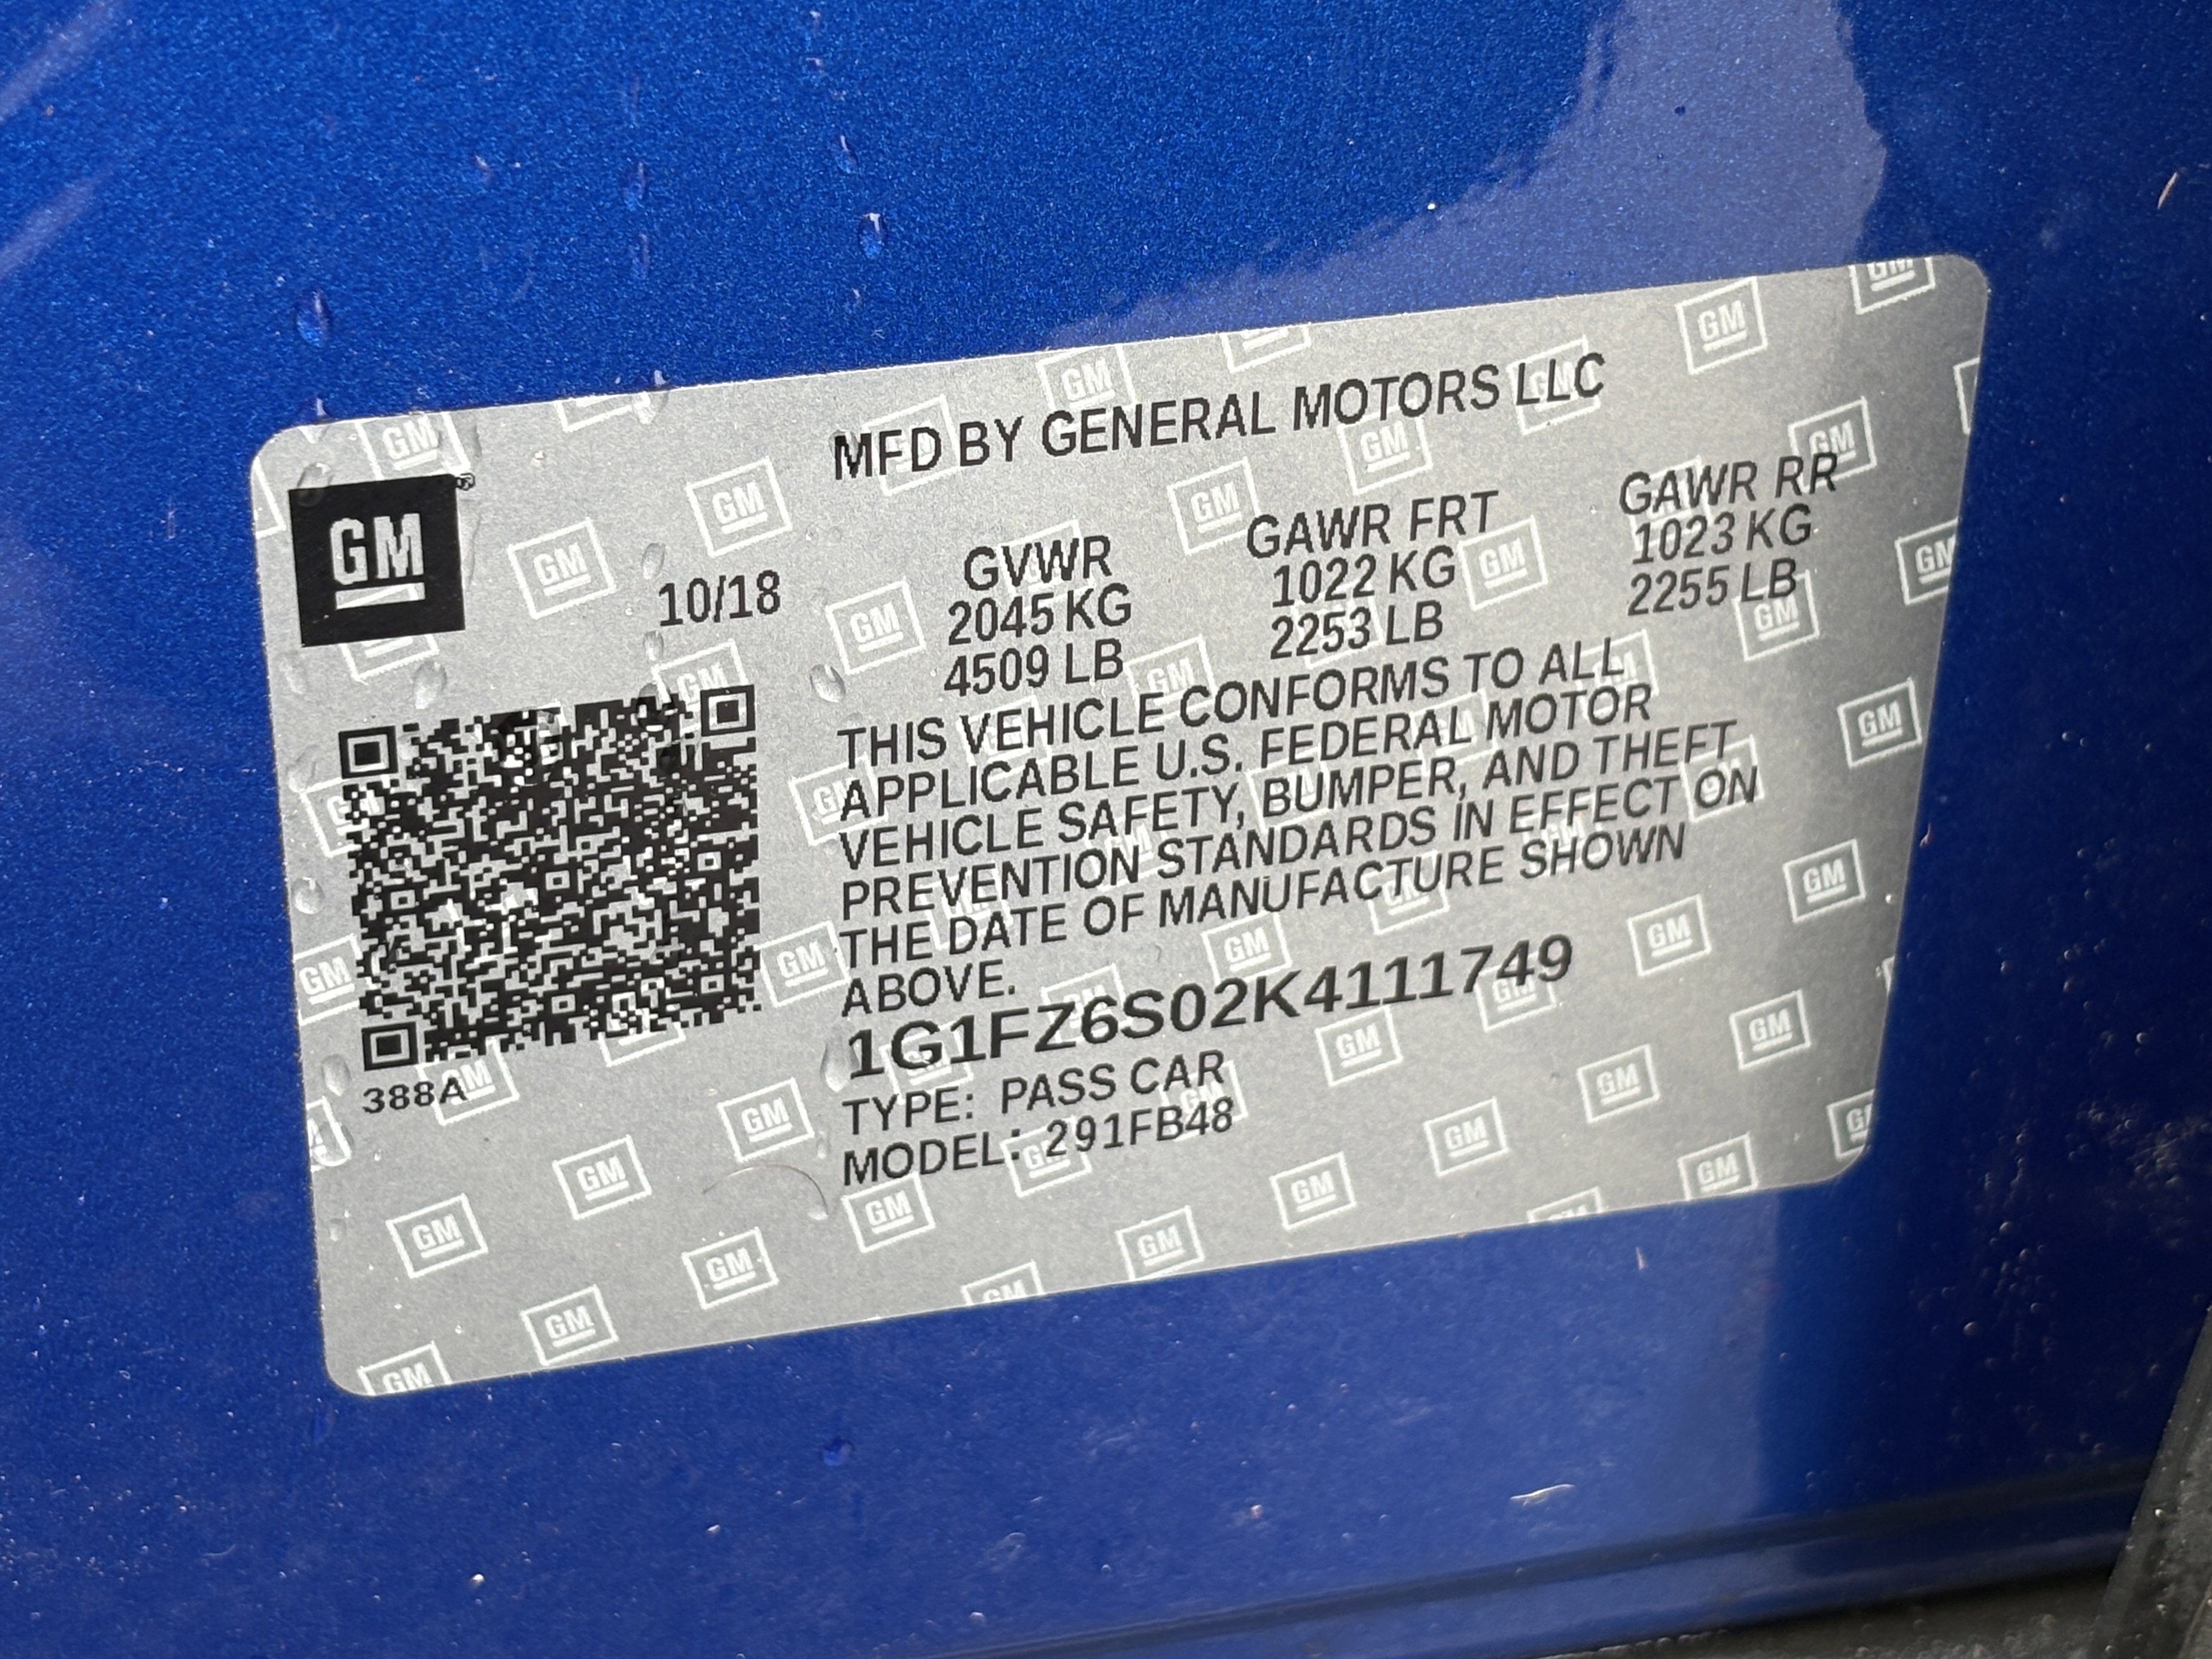 MFD BY GENERAL MOTORS LLC
GM®
10/18
GVWR
2045 KG
4509 LB
GAWR FRT
1022 KG
2253 LB
GAWR RR
1023 KG
2255 LB
THIS VEHICLE CONFORMS TO ALL
APPLICABLE U.S. FEDERAL MOTOR
VEHICLE SAFETY, BUMPER, AND THEFT
PREVENTION STANDARDS IN EFFECT ON
THE DATE OF MANUFACTURE SHOWN
ABOVE.
1G1FZ6S02K4111749
TYPE: PASS CAR
MODEL: 291FB48
388A